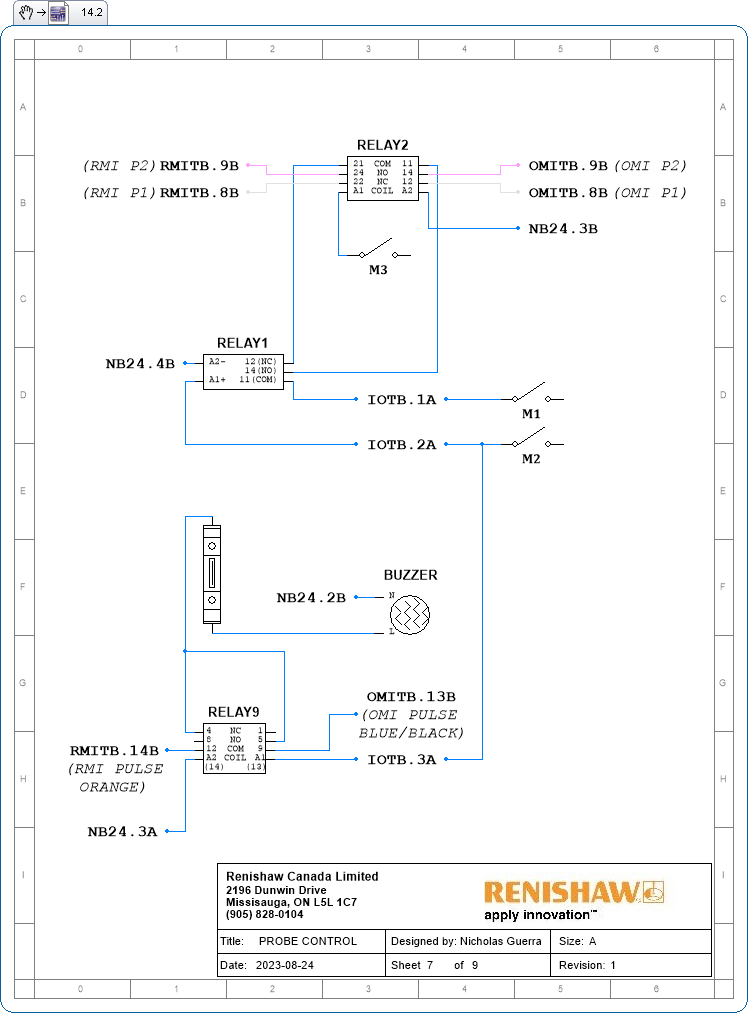 14.2
0 1 2 3 4 5 6
A A
RELAY2
(RMI P2) RMITB.9B 21 COM 11 OMITB.9B (OMI P2)
24 NO 14
22 NC 12
(RMI P1) RMITB.8B A1 COIL A2 OMITB.8B (OMI P1)
B B
NB24.3B
M3
C C
RELAY1
NB24.4B A2- 12(NC)
14(NO)
A1+ 11(COM)
D D
IOTB.1A
M1
IOTB.2A
M2
E E
BUZZER
F F
NB24.2B N
L
G G
OMITB.13B
RELAY9 (OMI PULSE
BLUE/BLACK)
4 NC 1
8 NO 5
RMITB.14B 12 COM 9
A2 COIL A1 IOTB.3A
(RMI PULSE (14) (13)
ORANGE)
H H
NB24.3A
I I
Renishaw Canada Limited
2196 Dunwin Drive
Missisauga, ON L5L 1C7
(905) 828-0104
RENISHAW
apply innovation™
Title: PROBE CONTROL Designed by: Nicholas Guerra Size: A
Date: 2023-08-24 Sheet 7 of 9 Revision: 1
0 1 2 3 4 5 6